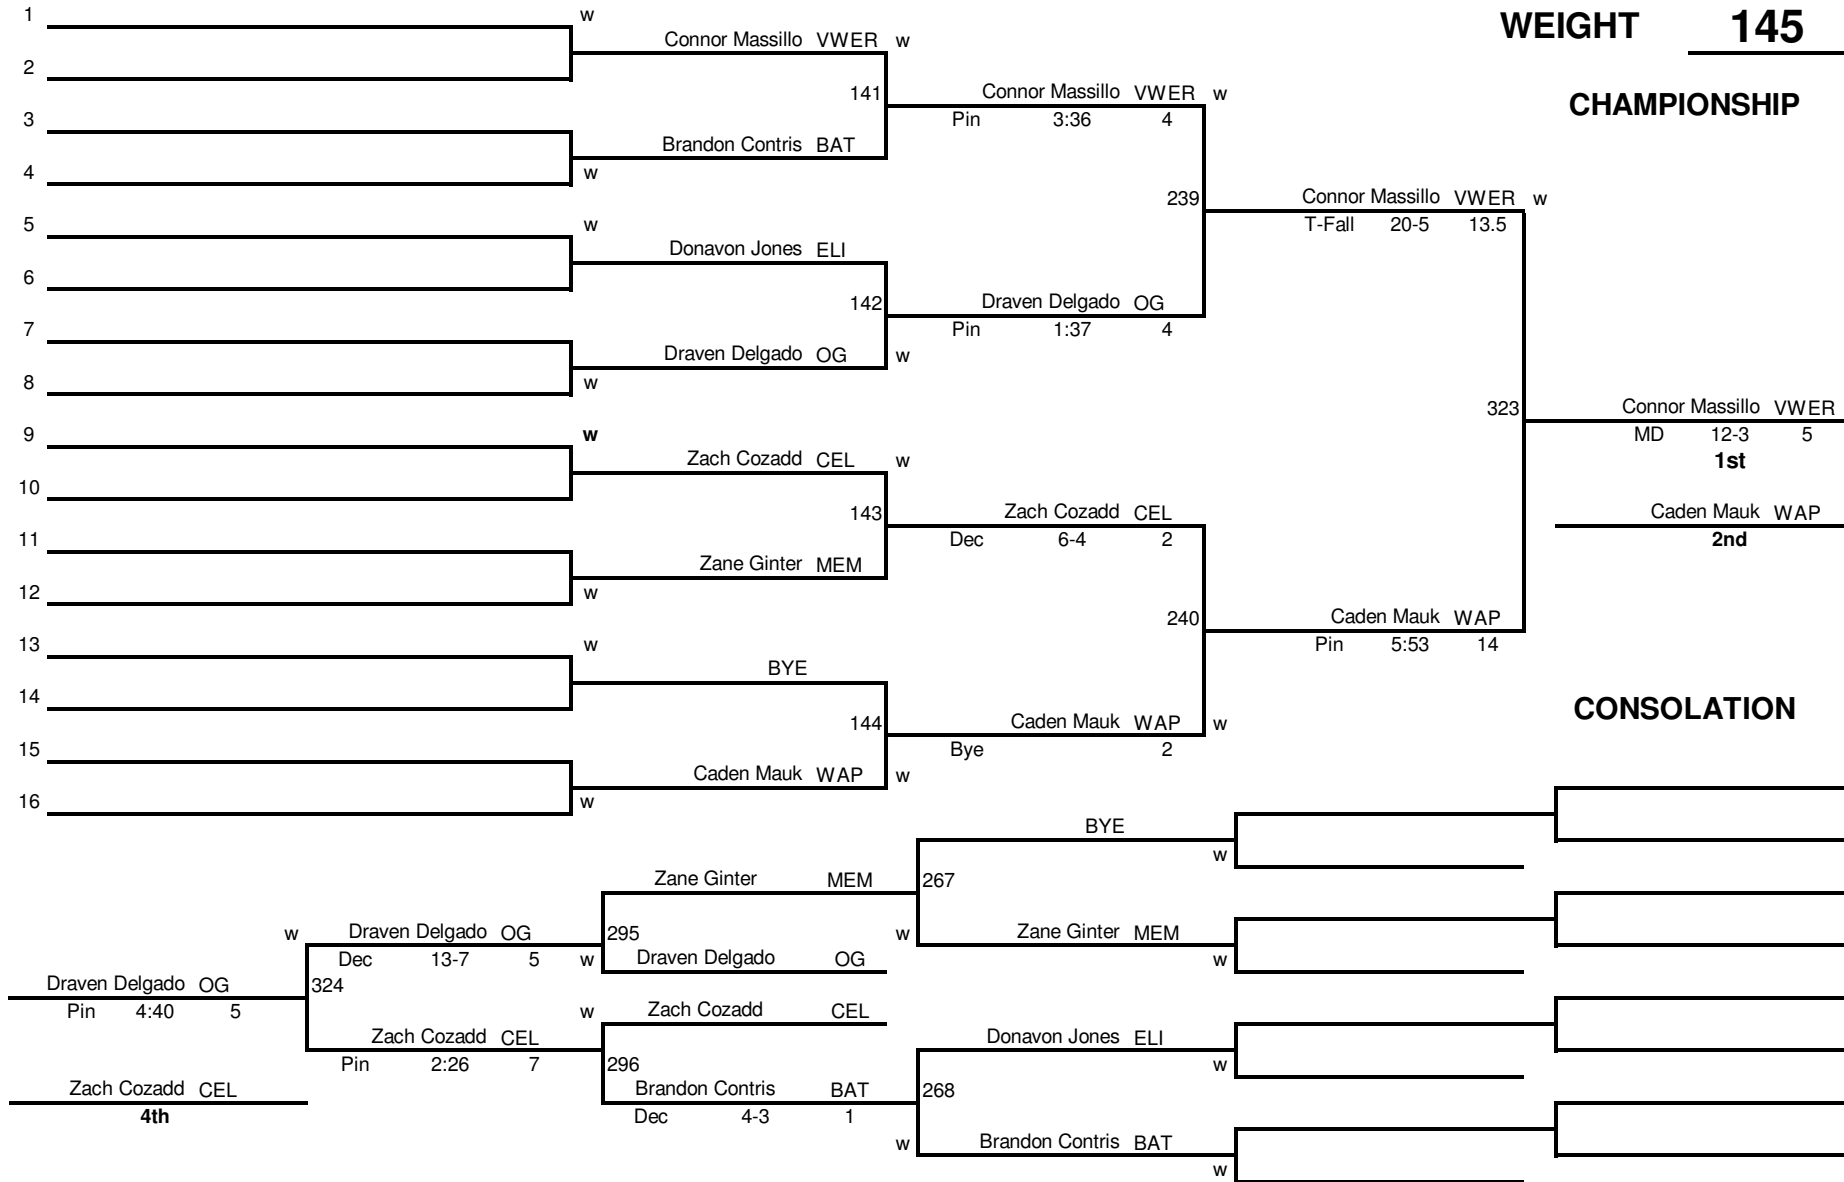 WEIGHT 145
CHAMPIONSHIP
1 w
Connor Massillo VWER w
2
141 Connor Massillo VWER w
Pin 3:36 4
3
Brandon Contris BAT
4 w
239 Connor Massillo VWER w
T-Fall 20-5 13.5
5 w
Donavon Jones ELI
6
142 Draven Delgado OG
Pin 1:37 4
7
Draven Delgado OG w
8 w
323 Connor Massillo VWER
MD 12-3 5
1st
9 w
Zach Cozadd CEL w
10
143 Zach Cozadd CEL
Dec 6-4 2
Caden Mauk WAP
2nd
11
Zane Ginter MEM
12 w
240 Caden Mauk WAP
Pin 5:53 14
13 w
BYE
14
CONSOLATION
144 Caden Mauk WAP w
Bye 2
15
Caden Mauk WAP w
16 w
BYE
w
Zane Ginter MEM 267
w Draven Delgado OG 295 w Zane Ginter MEM
Dec 13-7 5 w Draven Delgado OG w
Draven Delgado OG 324
Pin 4:40 5 w Zach Cozadd CEL
Zach Cozadd CEL Donavon Jones ELI
Pin 2:26 7 296 w
Zach Cozadd CEL Brandon Contris BAT 268
4th Dec 4-3 1
w Brandon Contris BAT
w